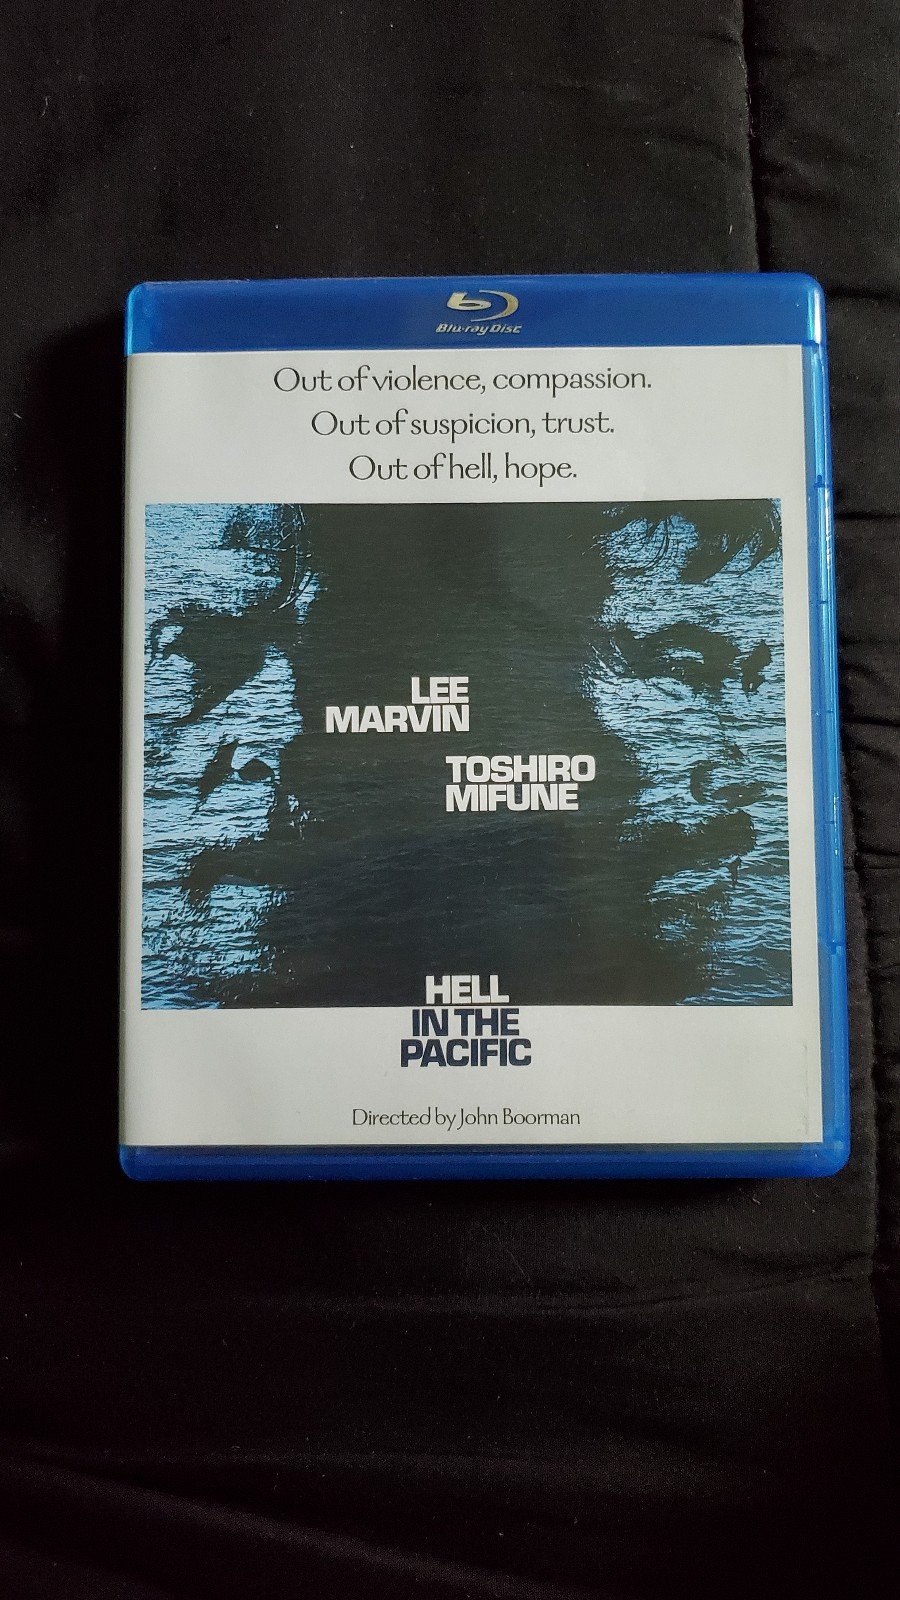 Blu-ray Disc
Out of violence, compassion.
Out of suspicion, trust.
Out of hell, hope.
LEE
MARVIN
TOSHIRO
MIFUNE
HELL
IN THE
PACIFIC
Directed by John Boorman